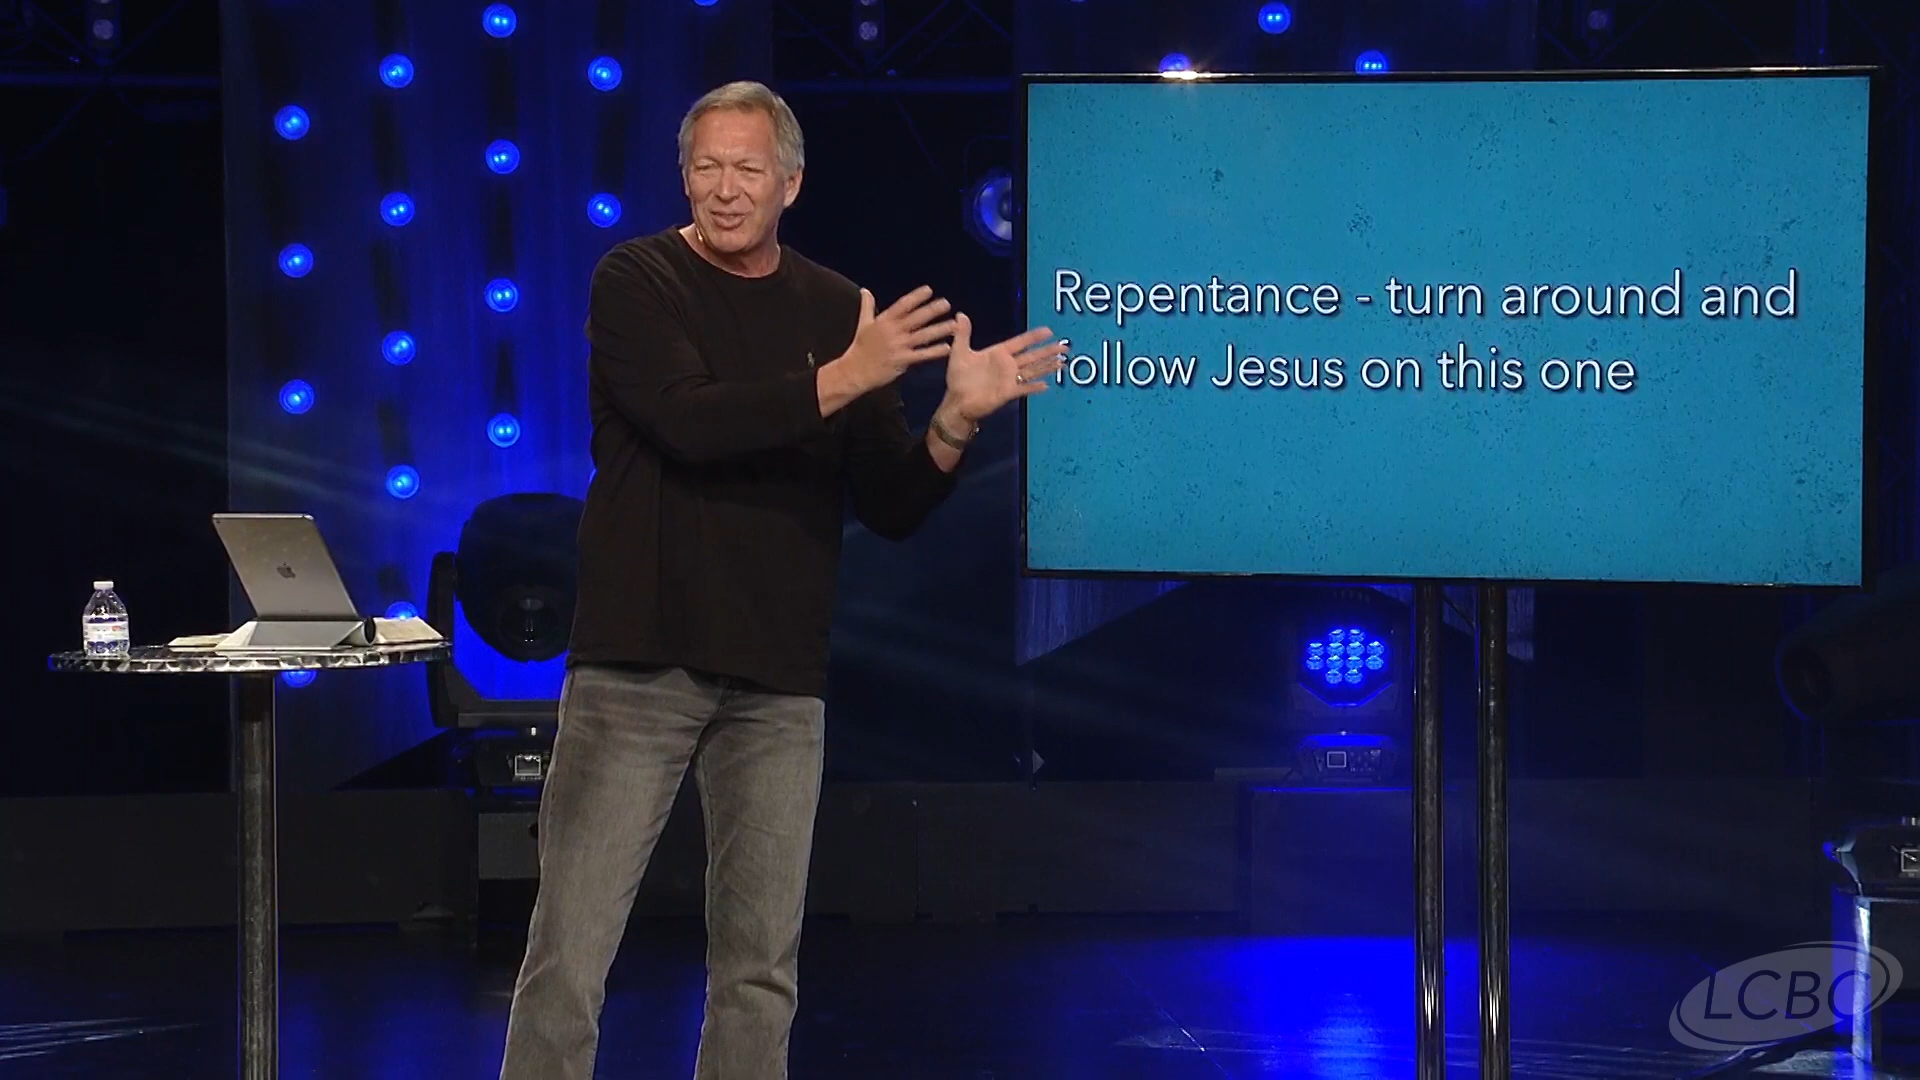 Repentance - turn around and
follow Jesus on this one
LCBC